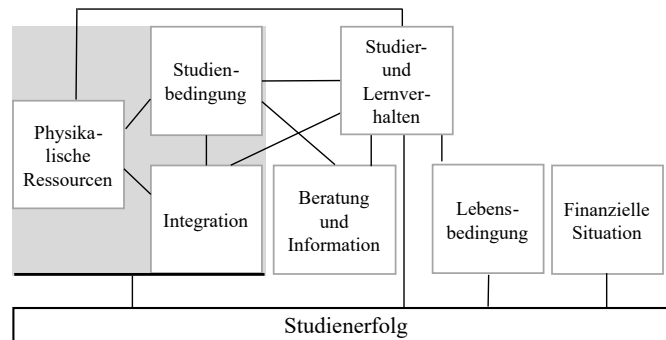 Studien-
bedingung
Studier-
und
Lernver-
halten
Physika-
lische
Ressourcen
Integration
Beratung
und
Information
Lebens-
bedingung
Finanzielle
Situation
Studienerfolg